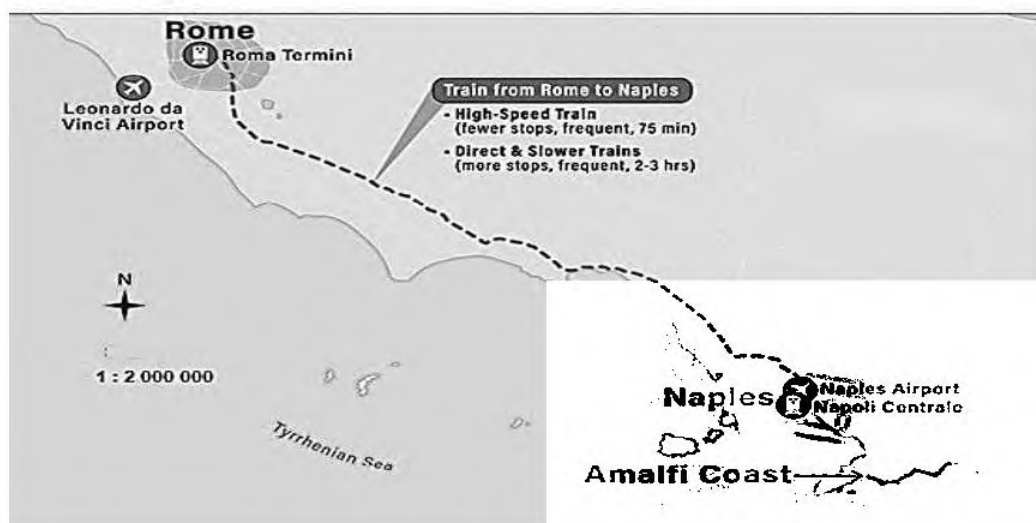 Rome
Roma Termini
Leonardo da
Vinci Airport
Train from Rome to Naples
- High-Speed Train
(fewer stops, frequent, 75 min)
- Direct & Slower Trains
(more stops, frequent, 2-3 hrs)
N
1 : 2 000 000
Tyrrhenian Sea
Naples
Naples Airport
Napoli Centrale
Amalfi Coast